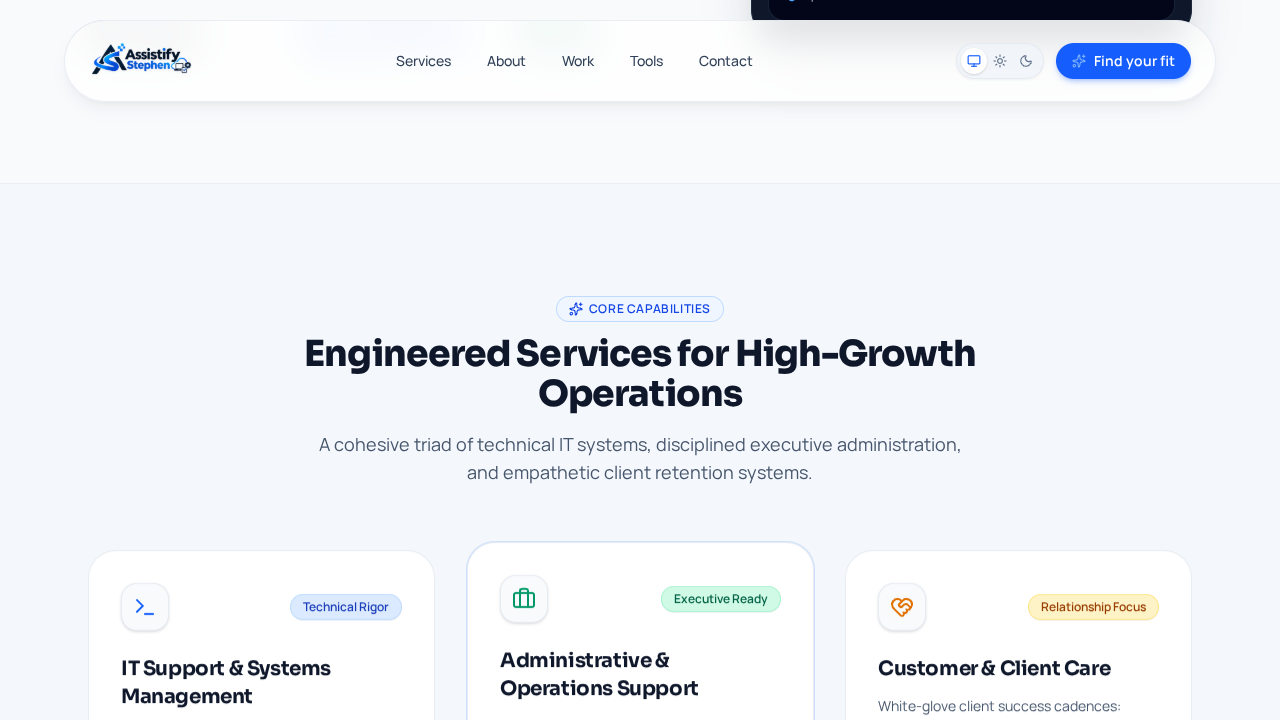 Assistify
Stephen
Services
About
Work
Tools
Contact
Find your fit
CORE CAPABILITIES
Engineered Services for High-Growth
Operations
A cohesive triad of technical IT systems, disciplined executive administration,
and empathetic client retention systems.
Technical Rigor
IT Support & Systems
Management
Executive Ready
Administrative &
Operations Support
Relationship Focus
Customer & Client Care
White-glove client success cadences: